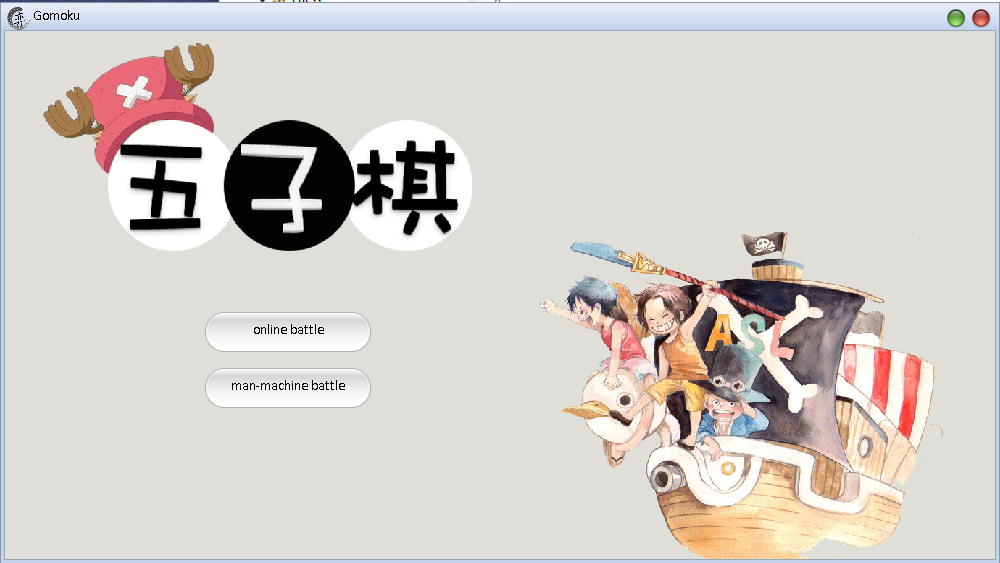 Gomoku
五子棋
online battle
man-machine battle
ASL